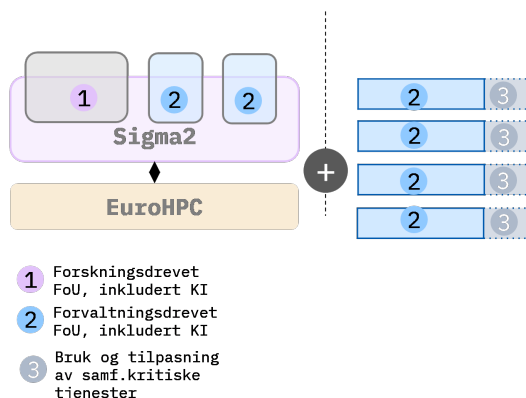 1
2
2
Sigma2
EuroHPC
+
2
3
2
3
2
3
2
3
1 Forskningsdrevet
FoU, inkludert KI
2 Forvaltningsdrevet
FoU, inkludert KI
3 Bruk og tilpasning
av samf.kritiske
tjenester